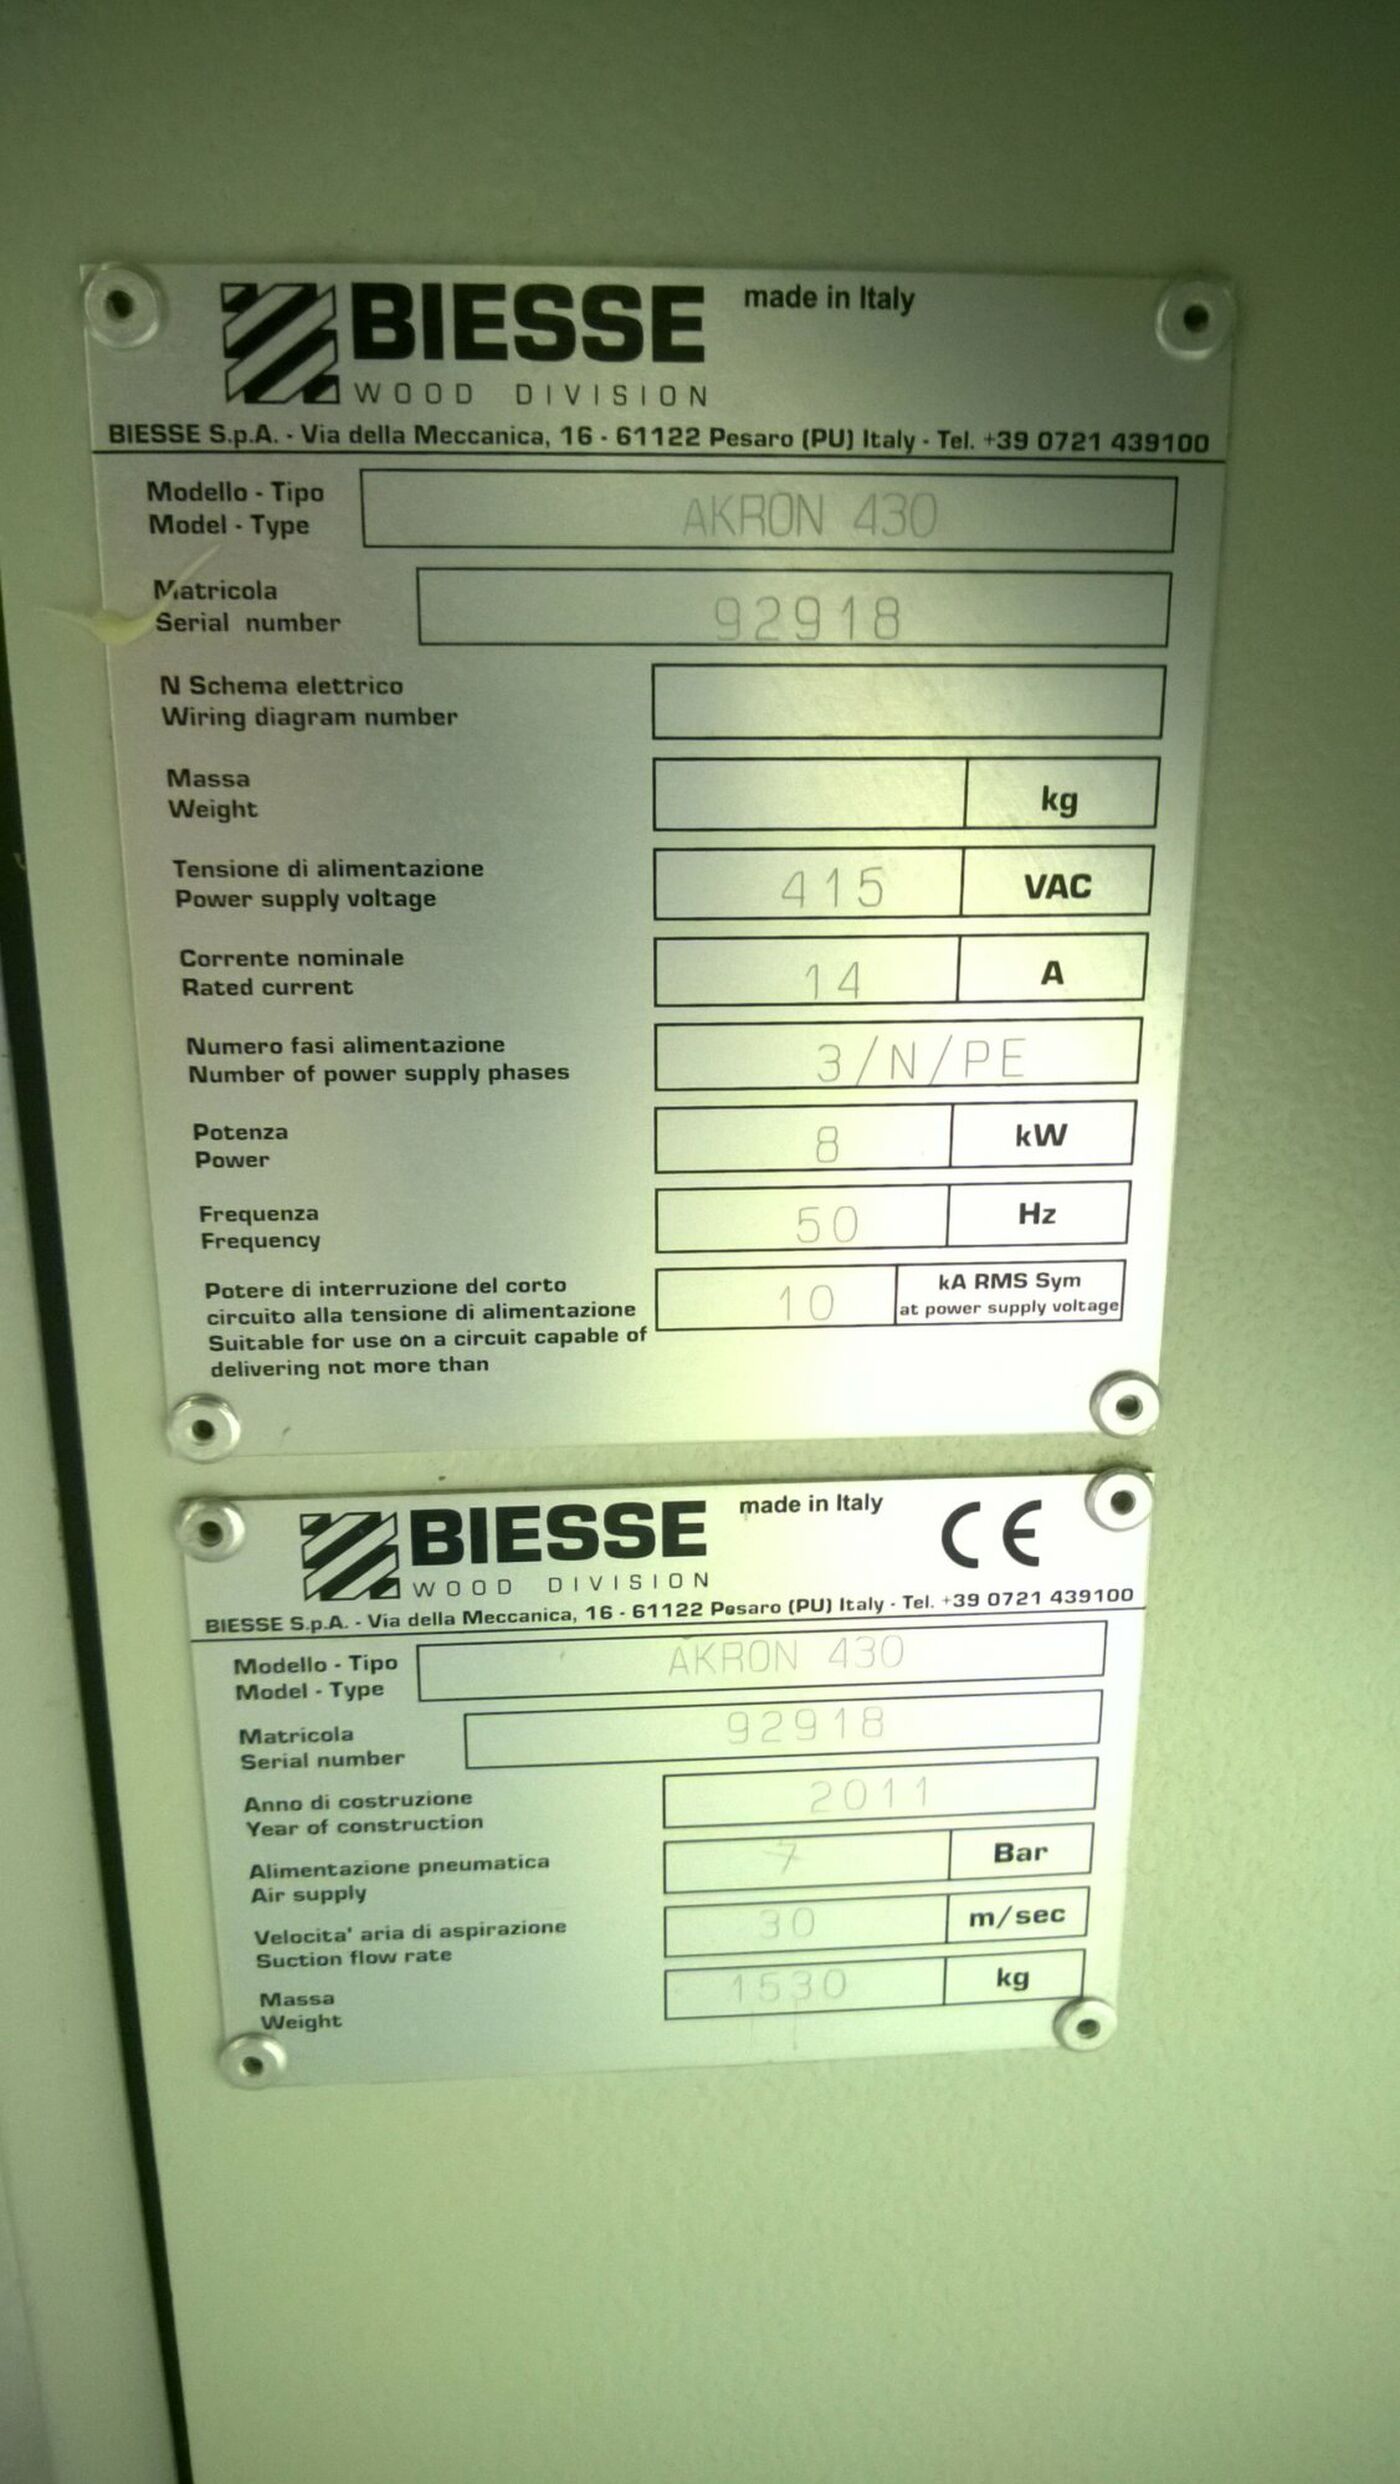 BIESSE made in Italy
WOOD DIVISION
BIESSE S.p.A. - Via della Meccanica, 16 - 61122 Pesaro (PU) Italy - Tel. +39 0721 439100
Modello - Tipo
Model - Type
AKRON 430
Matricola
Serial number
92918
N Schema elettrico
Wiring diagram number
Massa
Weight
kg
Tensione di alimentazione
Power supply voltage
415 VAC
Corrente nominale
Rated current
14 A
Numero fasi alimentazione
Number of power supply phases
3/N/PE
Potenza
Power
8 kW
Frequenza
Frequency
50 Hz
Potere di interruzione del corto
circuito alla tensione di alimentazione
Suitable for use on a circuit capable of
delivering not more than
10 kA RMS Sym
at power supply voltage
BIESSE made in Italy CE
WOOD DIVISION
BIESSE S.p.A. - Via della Meccanica, 16 - 61122 Pesaro (PU) Italy - Tel. +39 0721 439100
Modello - Tipo
Model - Type
AKRON 430
Matricola
Serial number
92918
Anno di costruzione
Year of construction
2011
Alimentazione pneumatica
Air supply
7 Bar
Velocita' aria di aspirazione
Suction flow rate
30 m/sec
Massa
Weight
1530 kg